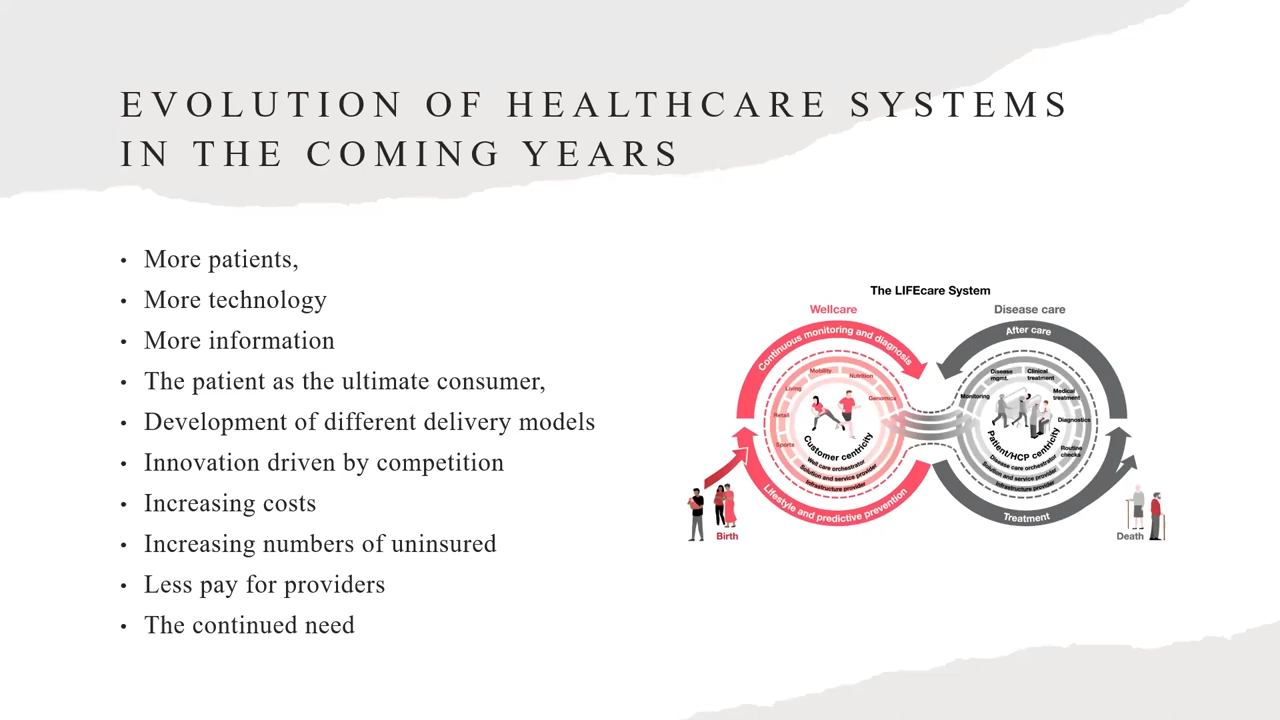 EVOLUTION OF HEALTHCARE SYSTEMS
IN THE COMING YEARS
• More patients,
• More technology
• More information
• The patient as the ultimate consumer,
• Development of different delivery models
• Innovation driven by competition
• Increasing costs
• Increasing numbers of uninsured
• Less pay for providers
• The continued need
The LIFEcare System
Wellcare
Continuous monitoring and diagnosis
Mobility
Nutrition
Living
Genomics
Retail
Sports
Customer centricity
Well care orchestrator
Solution and service provider
Infrastructure provider
Lifestyle and predictive prevention
Birth
Disease care
After care
Disease
mgmt.
Clinical
treatment
Monitoring
Medical
treatment
Diagnostics
Routine
checks
Patient/HCP centricity
Disease care orchestrator
Solution and service provider
Infrastructure provider
Treatment
Death